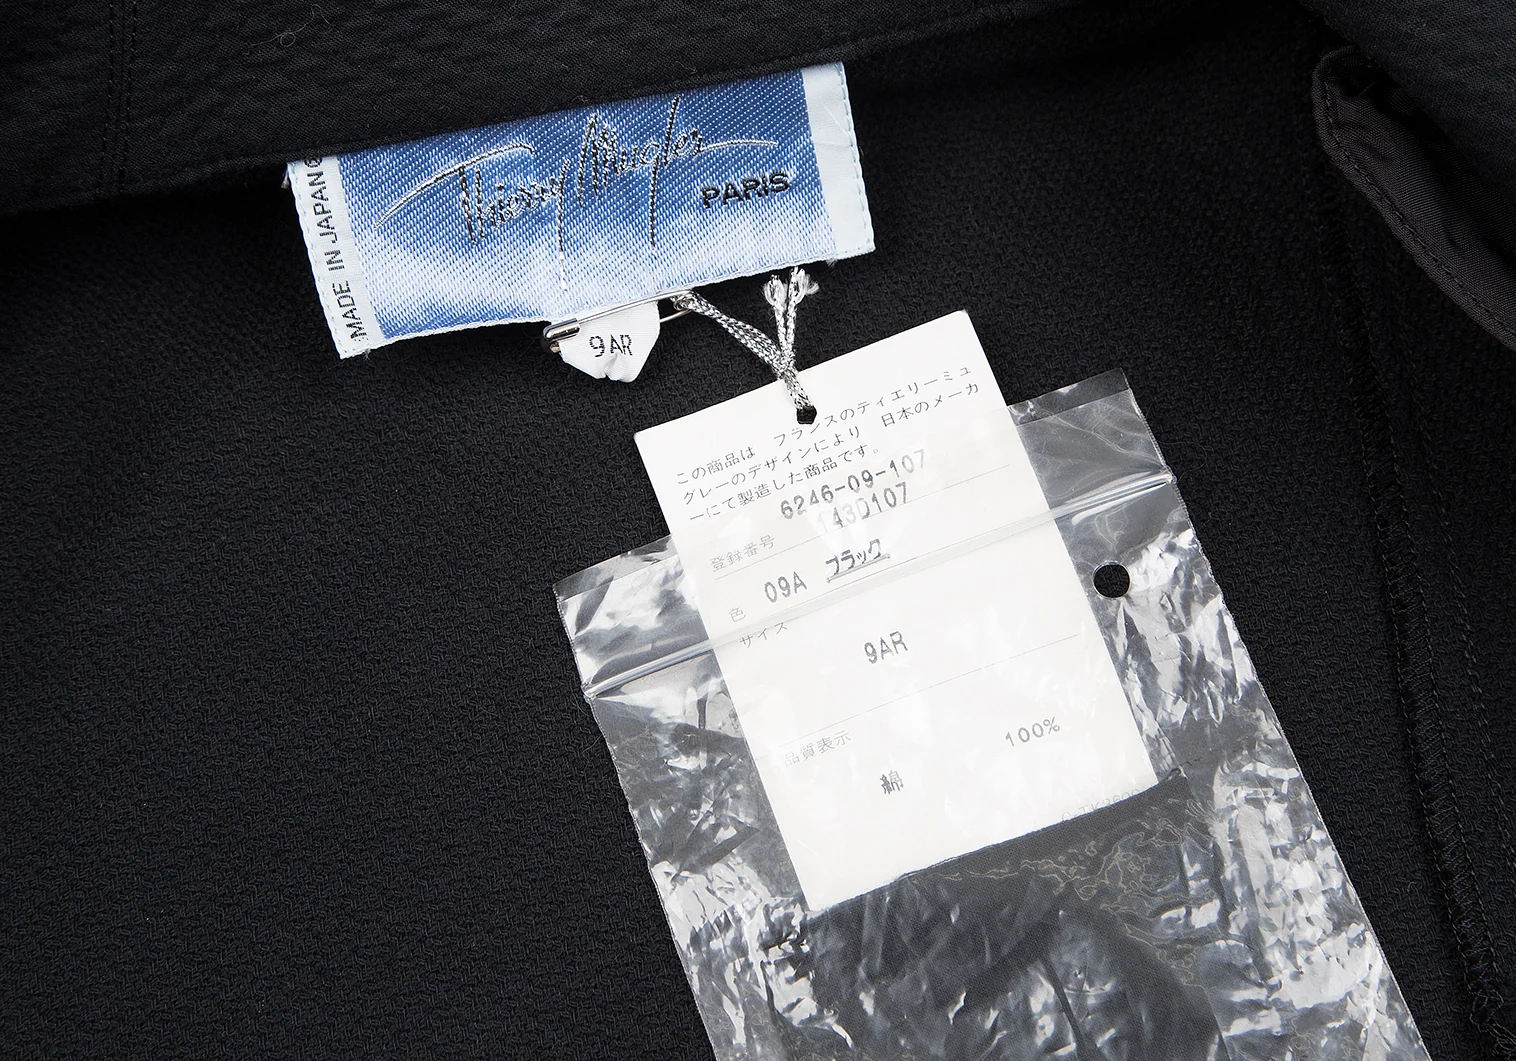 Thierry Mugler
PARIS
MADE IN JAPAN©
9AR
この商品は フランスのティエリーミュ
グレーのデザインにより 日本のメーカ
ーにて製造した商品です。
6246-09-107
143D107
登録番号
色 09A ブラック
サイズ
9AR
品質表示
綿 100%